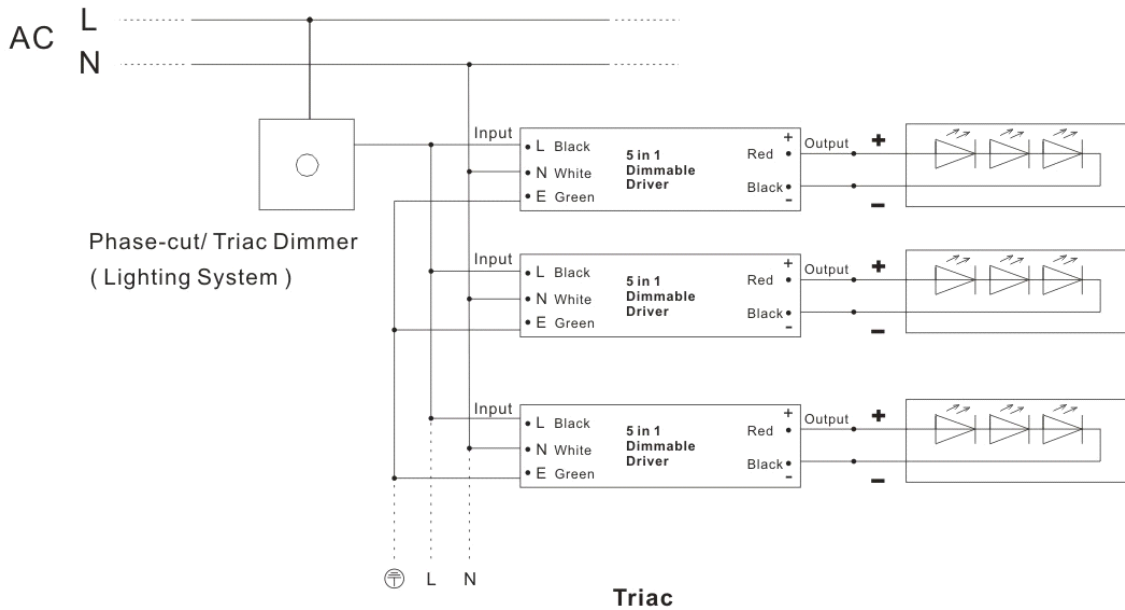 AC L
N
Phase-cut/ Triac Dimmer
( Lighting System )
Input
L Black
N White
E Green
5 in 1
Dimmable
Driver
+
Red
Black
-
Output
+
-
Input
L Black
N White
E Green
5 in 1
Dimmable
Driver
+
Red
Black
-
Output
+
-
Input
L Black
N White
E Green
5 in 1
Dimmable
Driver
+
Red
Black
-
Output
+
-
L N
Triac